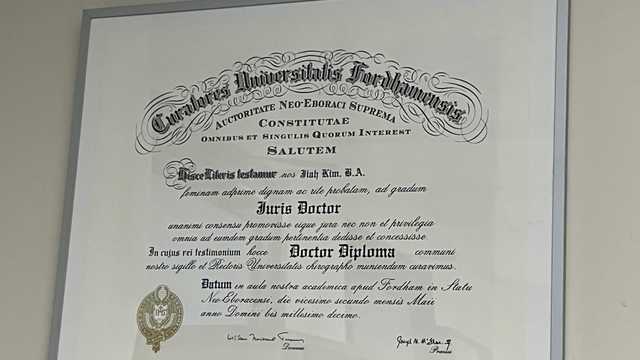 Curatores Universitatis Fordhamensis
Auctoritate Neo-Eboraci Suprema
Constitutae
Omnibus et Singulis Quorum Interest
Salutem
Hisce Literis testamur nos Jiah Kim, B.A.
feminam adprime dignam ac rite probatam, ad gradum
Juris Doctor
unanimi consensu promovisse eique jura nec non et privilegia
omnia ad eumdem gradum pertinentia dedisse et concessisse.
In cujus rei testimonium hocce Doctor Diploma communi
nostro sigillo et Rectoris Universitatis chirographo muniendum curavimus.
Datum in aula nostra academica apud Fordham in Statu
Neo-Eboracensi, die vicesimo secundo mensis Maii
anno Domini bis millesimo decimo.